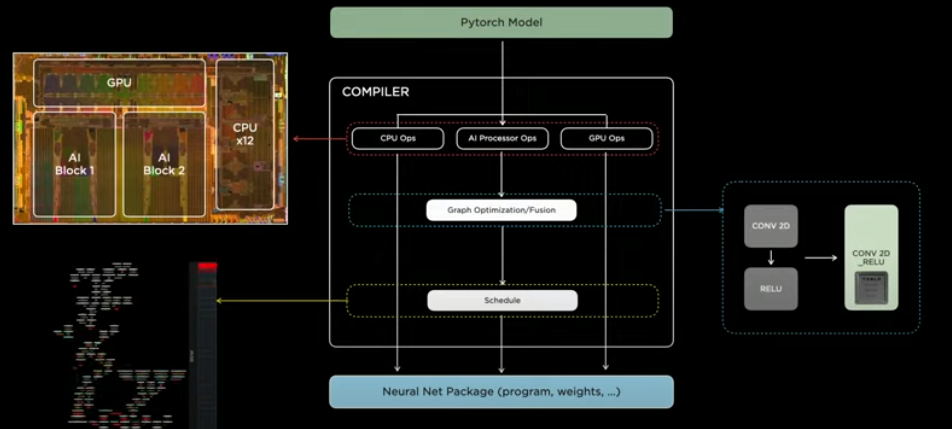 Pytorch Model
COMPILER
GPU
AI
Block 1
AI
Block 2
CPU
x12
CPU Ops
AI Processor Ops
GPU Ops
Graph Optimization/Fusion
CONV 2D
RELU
CONV 2D
_RELU
TESLA
Schedule
Neural Net Package (program, weights, ...)